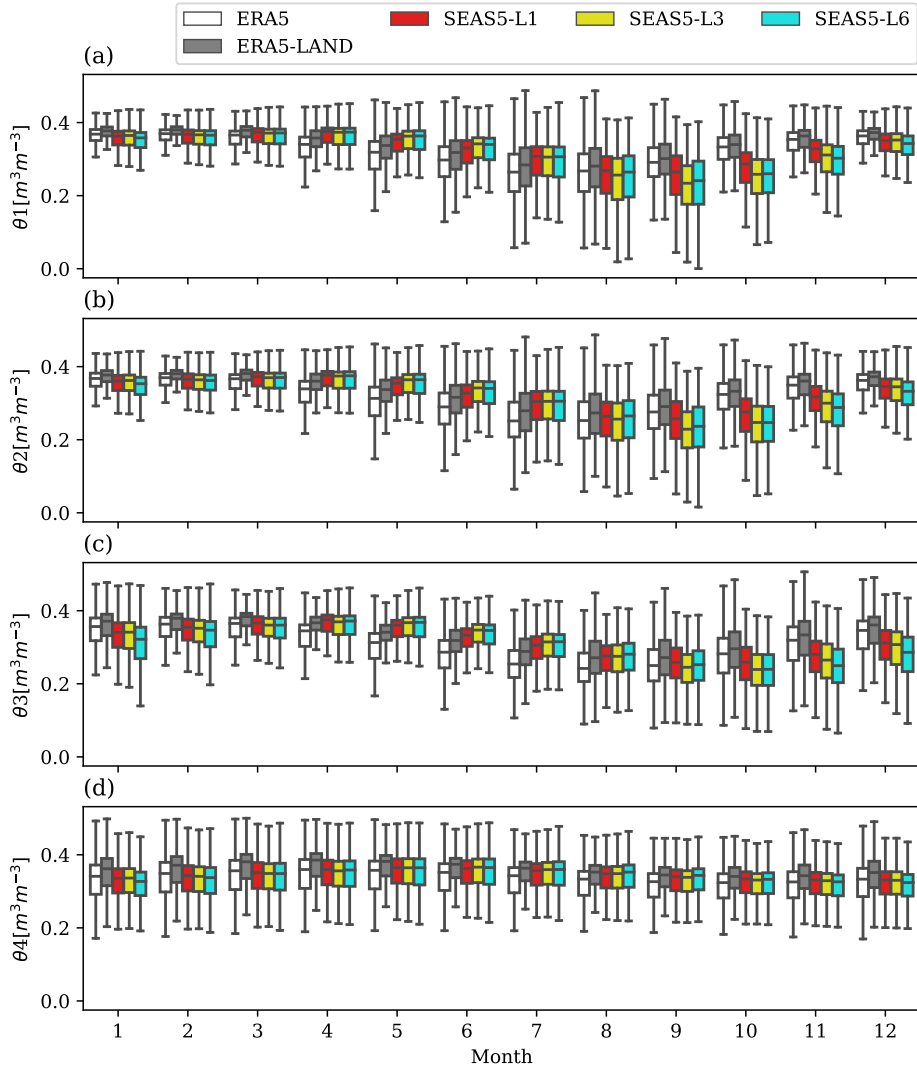 ERA5 SEAS5-L1 SEAS5-L3 SEAS5-L6
ERA5-LAND
(a)
0.4
0.2
0.0
θ1[m³m⁻³]
(b)
0.4
0.2
0.0
θ2[m³m⁻³]
(c)
0.4
0.2
0.0
θ3[m³m⁻³]
(d)
0.4
0.2
0.0
θ4[m³m⁻³]
1 2 3 4 5 6 7 8 9 10 11 12
Month